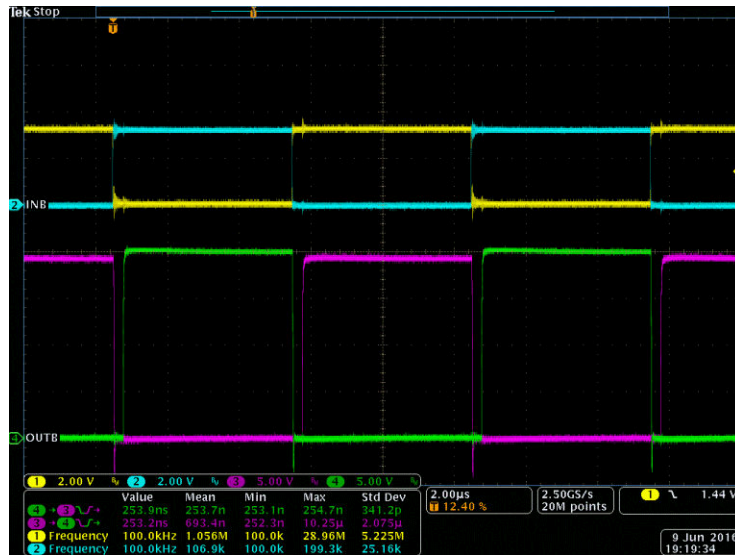 Tek Stop
T
T
2 INB
4 OUTB
1 2.00 V 2 2.00 V 3 5.00 V 4 5.00 V
2.00µs
T 12.40 %
2.50GS/s
20M points
1 1.44 V
Value Mean Min Max Std Dev
4 → 3 253.9ns 253.7n 253.1n 254.7n 341.2p
3 → 4 253.2ns 693.4n 252.3n 10.25µ 2.075µ
1 Frequency 100.0kHz 1.056M 100.0k 28.96M 5.225M
2 Frequency 100.0kHz 106.9k 100.0k 199.3k 25.16k
9 Jun 2016
19:19:34